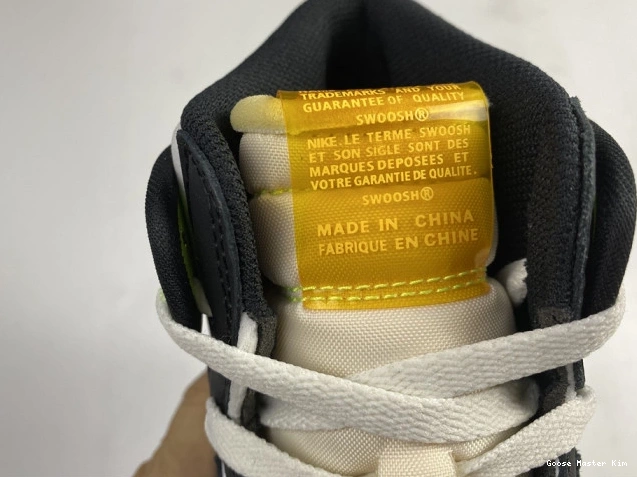 TRADEMARKS AND YOUR
GUARANTEE OF QUALITY
SWOOSH®
NIKE. LE TERME SWOOSH
ET SON SIGLE SONT DES
MARQUES DEPOSEES ET
VOTRE GARANTIE DE QUALITE.
SWOOSH®
MADE IN CHINA
FABRIQUE EN CHINE
Goose Master Kim